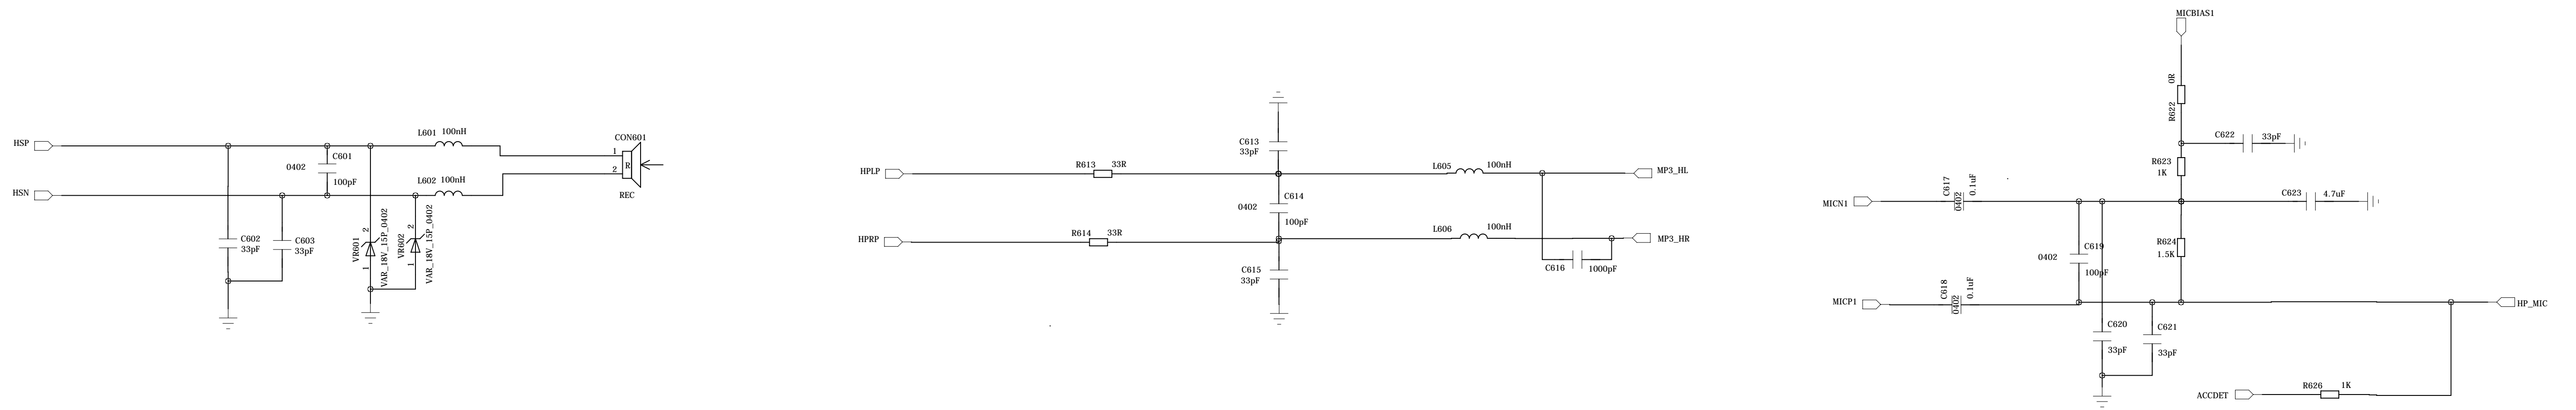 HSP
HSN
C601
0402
100pF
C602
33pF
C603
33pF
VR601
2
1
VAR_18V_15P_0402
VR602
2
1
VAR_18V_15P_0402
L601 100nH
L602 100nH
CON601
1
2
R
REC
HPLP
HPRP
R613 33R
R614 33R
C613
33pF
C614
0402
100pF
C615
33pF
L605 100nH
L606 100nH
C616 1000pF
MP3_HL
MP3_HR
MICBIAS1
R622 0R
C622 33pF
R623
1K
MICN1
C617
0402
0.1uF
C623 4.7uF
R624
1.5K
C619
0402
100pF
MICP1
C618
0402
0.1uF
HP_MIC
C620
33pF
C621
33pF
ACCDET
R626 1K